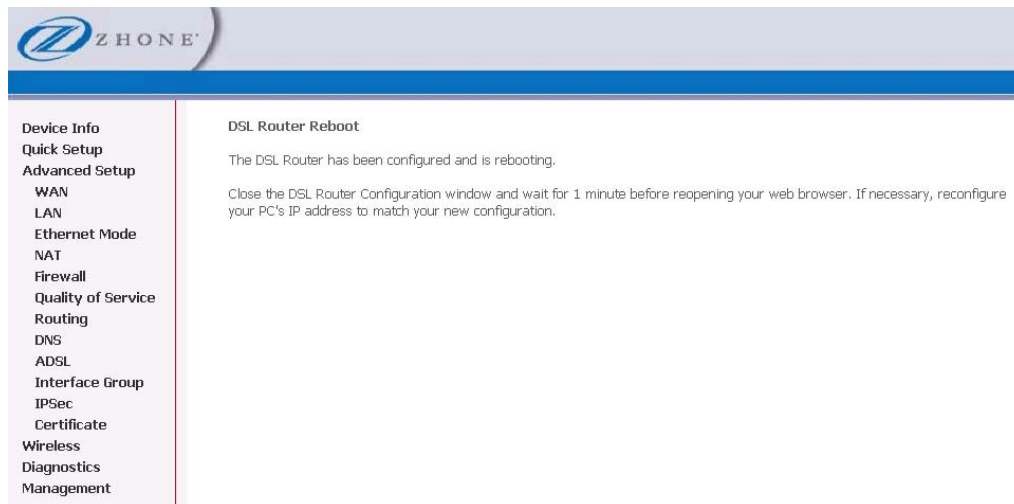 ZHONE
Device Info
Quick Setup
Advanced Setup
WAN
LAN
Ethernet Mode
NAT
Firewall
Quality of Service
Routing
DNS
ADSL
Interface Group
IPSec
Certificate
Wireless
Diagnostics
Management
DSL Router Reboot
The DSL Router has been configured and is rebooting.
Close the DSL Router Configuration window and wait for 1 minute before reopening your web browser. If necessary, reconfigure
your PC's IP address to match your new configuration.